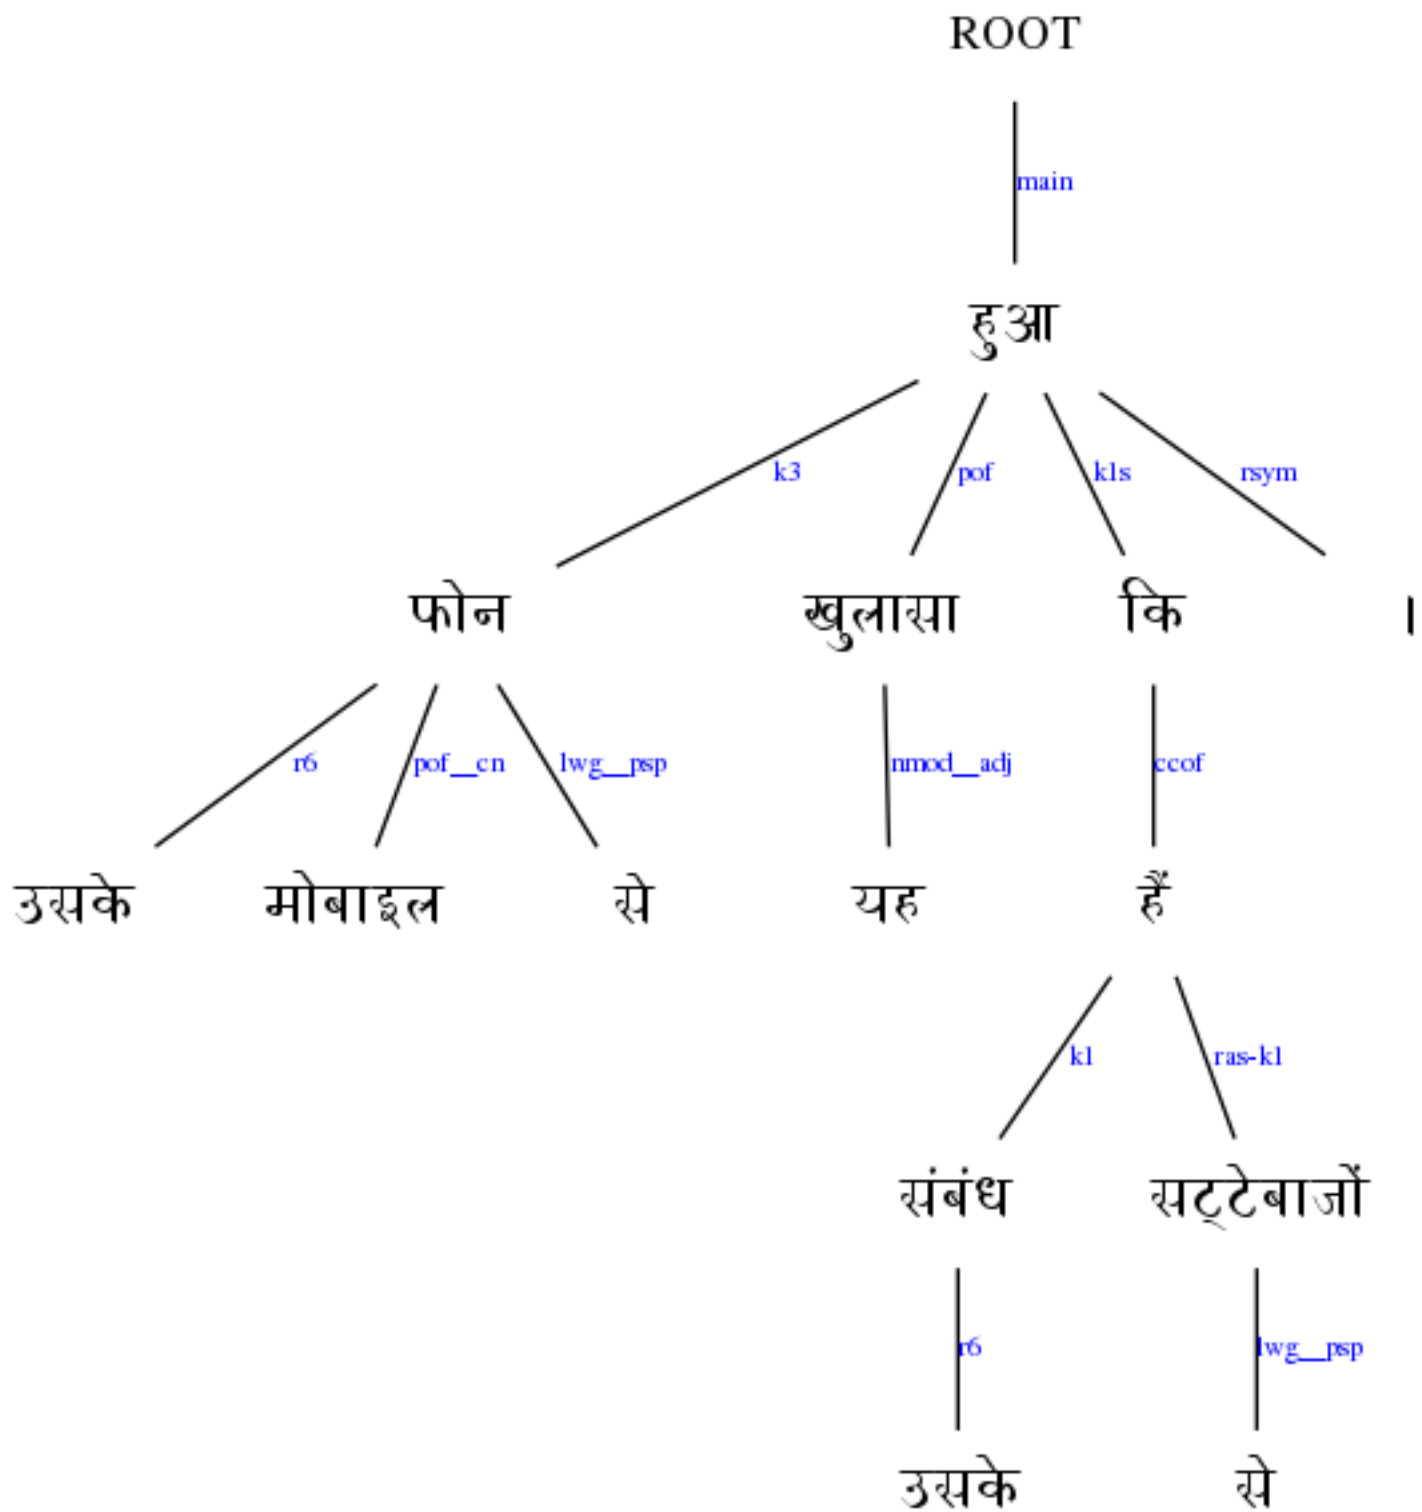 ROOT
main
हुआ
k3 pof k1s rsym
फोन खुलासा कि ।
r6 pof__cn lwg__psp nmod__adj ccof
उसके मोबाइल से यह हैं
k1 ras-k1
संबंध सट्टेबाजों
r6 lwg__psp
उसके से